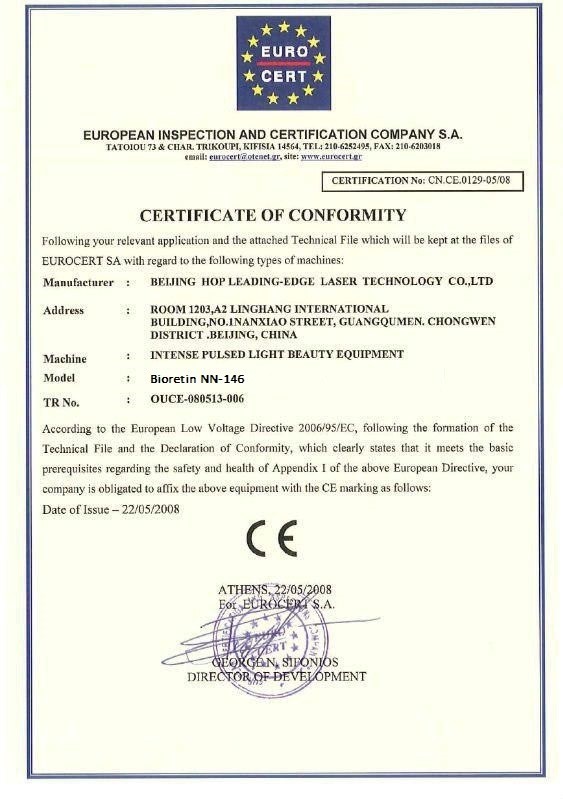 EURO
CERT
EUROPEAN INSPECTION AND CERTIFICATION COMPANY S.A.
TATOIOU 73 & CHAR. TRIKOUPI, KIFISIA 14564, TEL: 210-6252495, FAX: 210-6203018
email: eurocert@otenet.gr, site: www.eurocert.gr
CERTIFICATION No: CN.CE.0129-05/08
CERTIFICATE OF CONFORMITY
Following your relevant application and the attached Technical File which will be kept at the files of
EUROCERT SA with regard to the following types of machines:
Manufacturer : BEIJING HOP LEADING-EDGE LASER TECHNOLOGY CO.,LTD
Address : ROOM 1203,A2 LINGHANG INTERNATIONAL
BUILDING,NO.1NANXIAO STREET, GUANGQUMEN. CHONGWEN
DISTRICT .BEIJING, CHINA
Machine : INTENSE PULSED LIGHT BEAUTY EQUIPMENT
Model : Bioretin NN-146
TR No. : OUCE-080513-006
According to the European Low Voltage Directive 2006/95/EC, following the formation of the
Technical File and the Declaration of Conformity, which clearly states that it meets the basic
prerequisites regarding the safety and health of Appendix I of the above European Directive, your
company is obligated to affix the above equipment with the CE marking as follows:
Date of Issue – 22/05/2008
CE
ATHENS, 22/05/2008
For EUROCERT S.A.
EURO
CERT
GEORGE N. SIFONIOS
DIRECTOR OF DEVELOPMENT